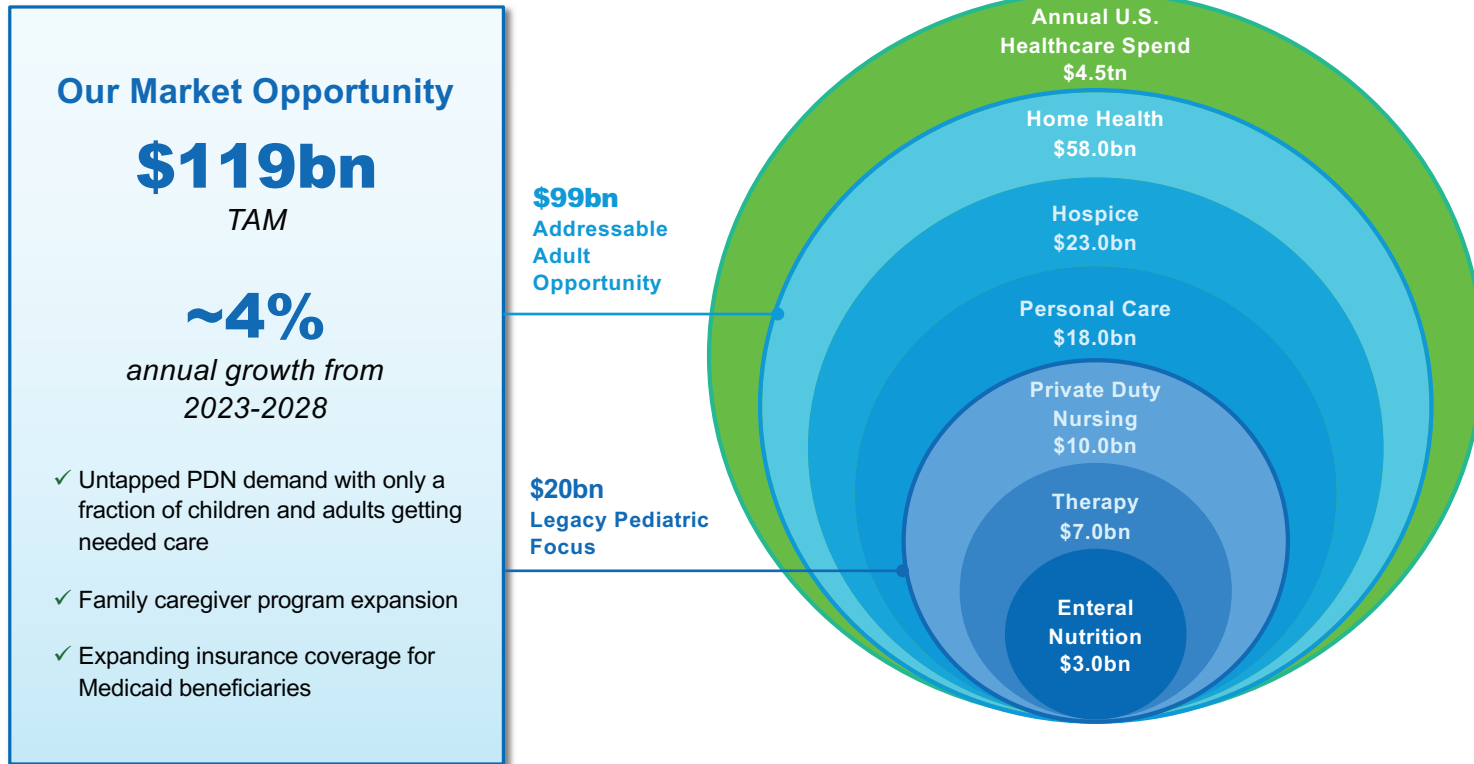 Our Market Opportunity
$119bn
TAM
~4%
annual growth from
2023-2028
✓ Untapped PDN demand with only a
fraction of children and adults getting
needed care
✓ Family caregiver program expansion
✓ Expanding insurance coverage for
Medicaid beneficiaries
$99bn
Addressable
Adult
Opportunity
$20bn
Legacy Pediatric
Focus
Annual U.S.
Healthcare Spend
$4.5tn
Home Health
$58.0bn
Hospice
$23.0bn
Personal Care
$18.0bn
Private Duty
Nursing
$10.0bn
Therapy
$7.0bn
Enteral
Nutrition
$3.0bn